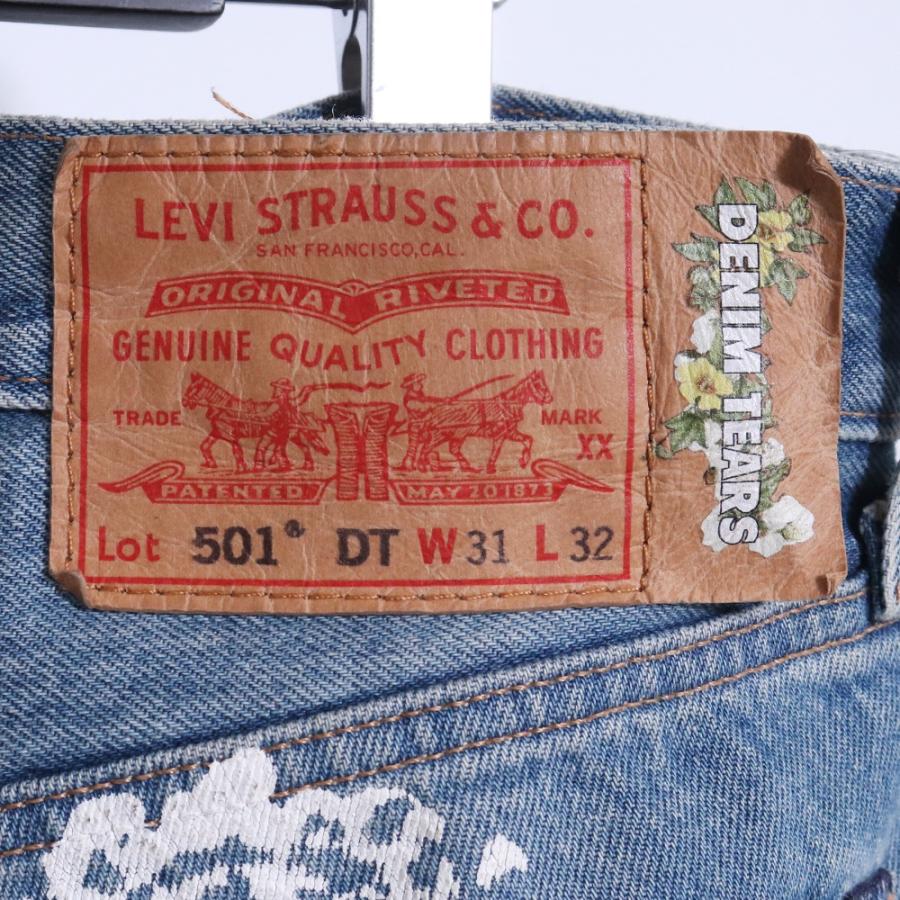 LEVI STRAUSS & CO.
SAN FRANCISCO, CAL.
ORIGINAL RIVETED
GENUINE QUALITY CLOTHING
TRADE MARK
XX
PATENTED MAY 20 1873
Lot 501® DT W 31 L 32
DENIM TEARS